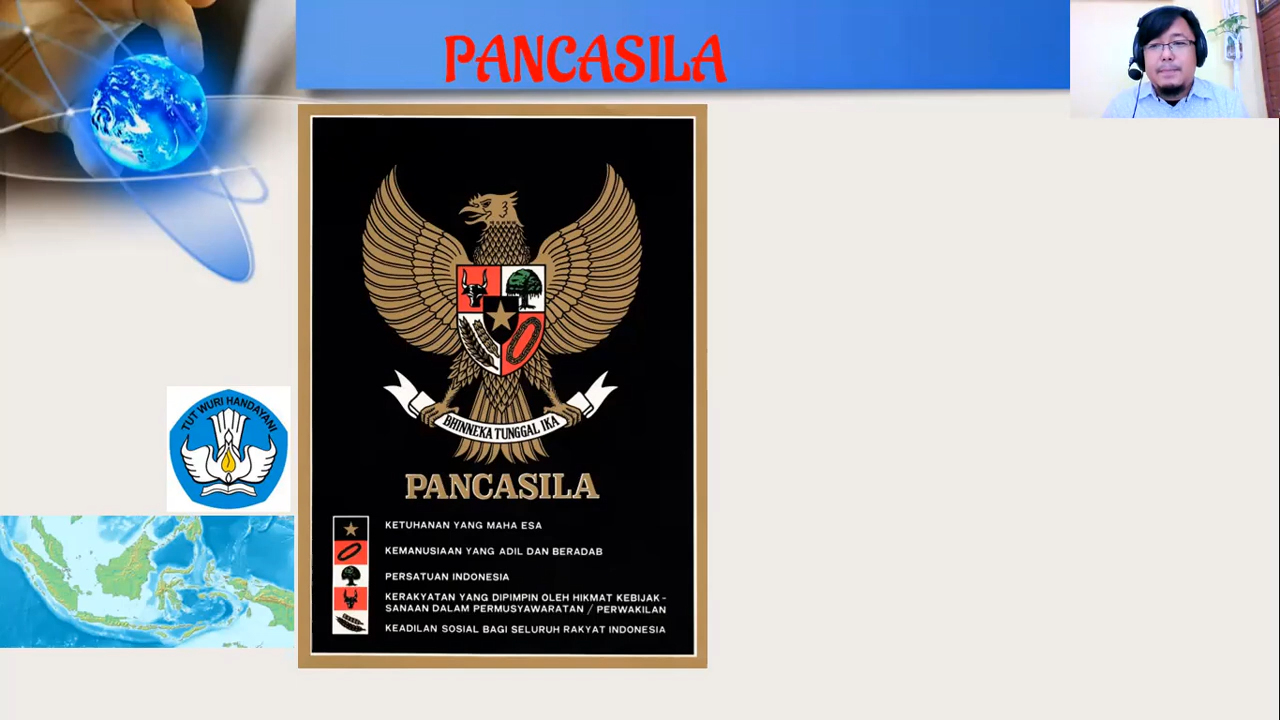 PANCASILA
TUT WURI HANDAYANI
BHINNEKA TUNGGAL IKA
PANCASILA
KETUHANAN YANG MAHA ESA
KEMANUSIAAN YANG ADIL DAN BERADAB
PERSATUAN INDONESIA
KERAKYATAN YANG DIPIMPIN OLEH HIKMAT KEBIJAK-
SANAAN DALAM PERMUSYAWARATAN / PERWAKILAN
KEADILAN SOSIAL BAGI SELURUH RAKYAT INDONESIA